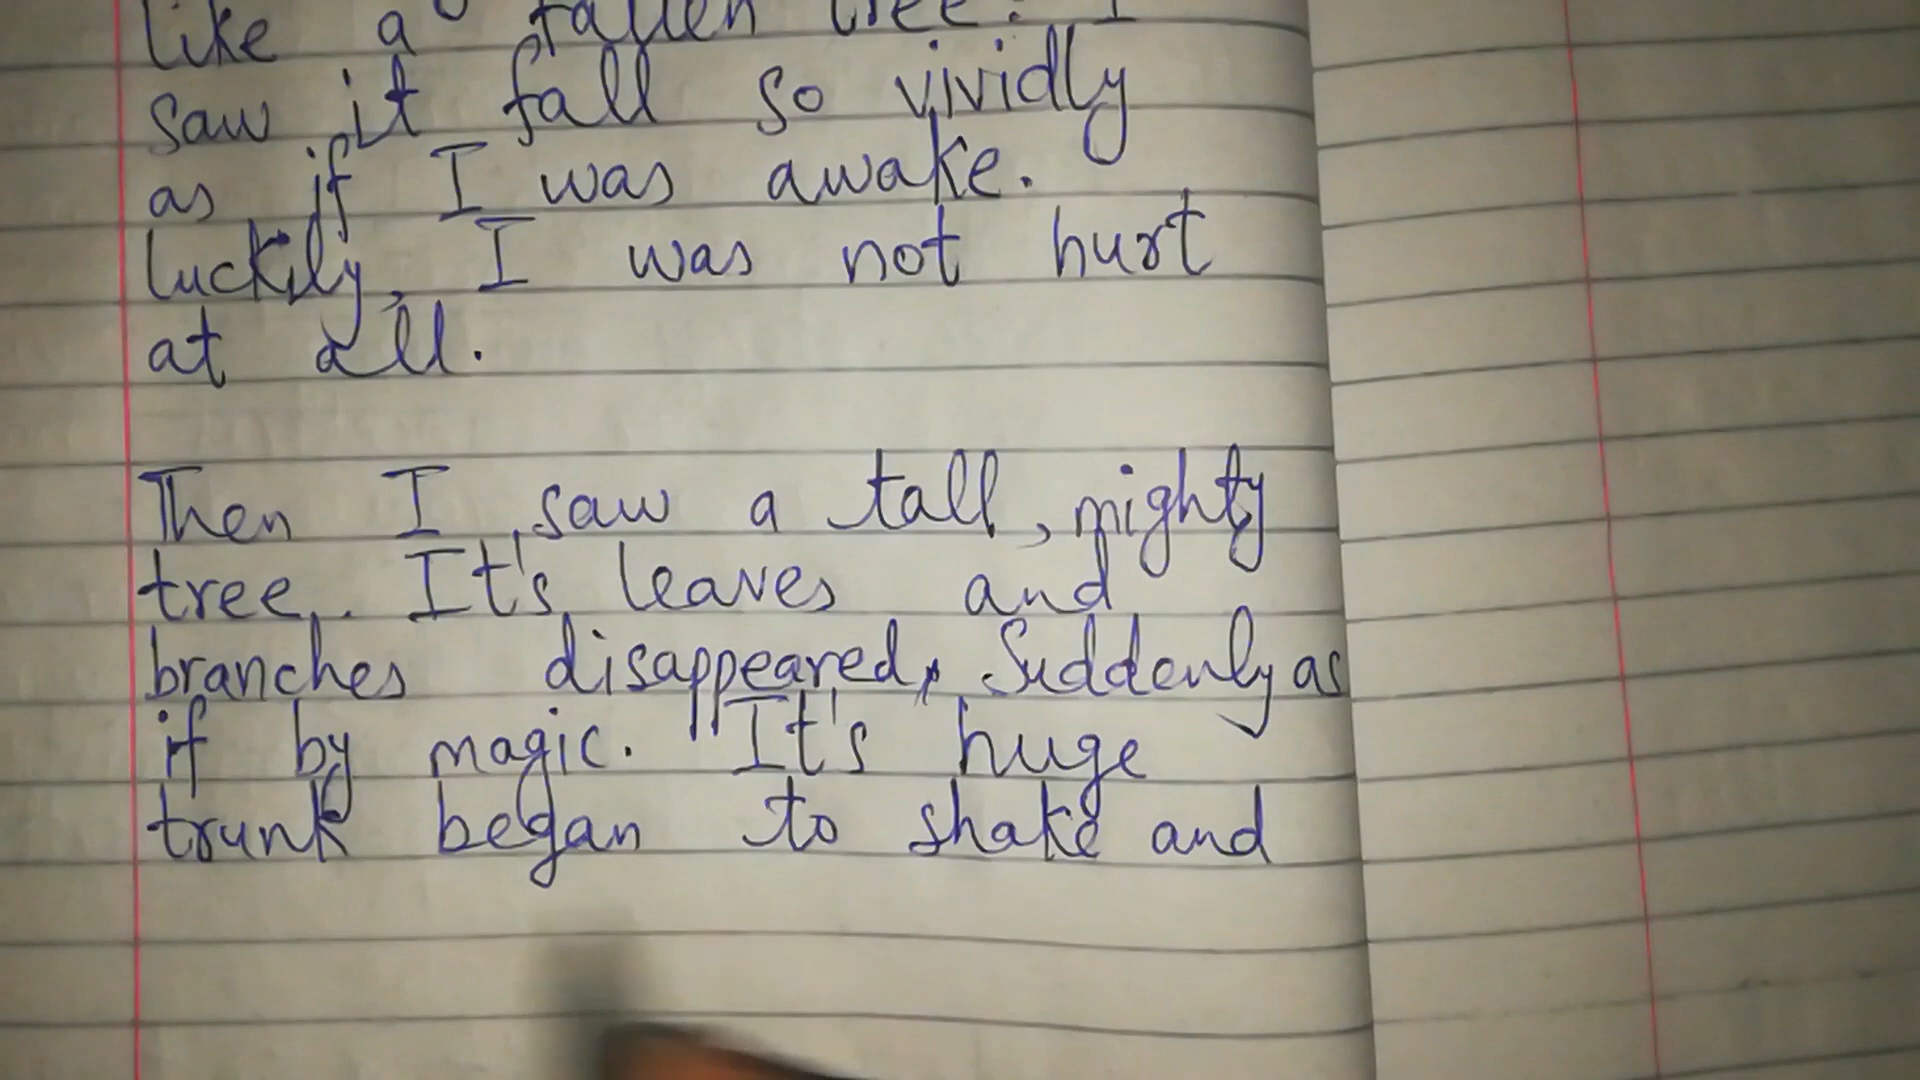 like a fallen tree. I
saw it fall so vividly
as if I was awake.
luckily, I was not hurt
at all.
Then I saw a tall, mighty
tree. It's leaves and
branches disappeared, Suddenly as
if by magic. It's huge
trunk began to shake and